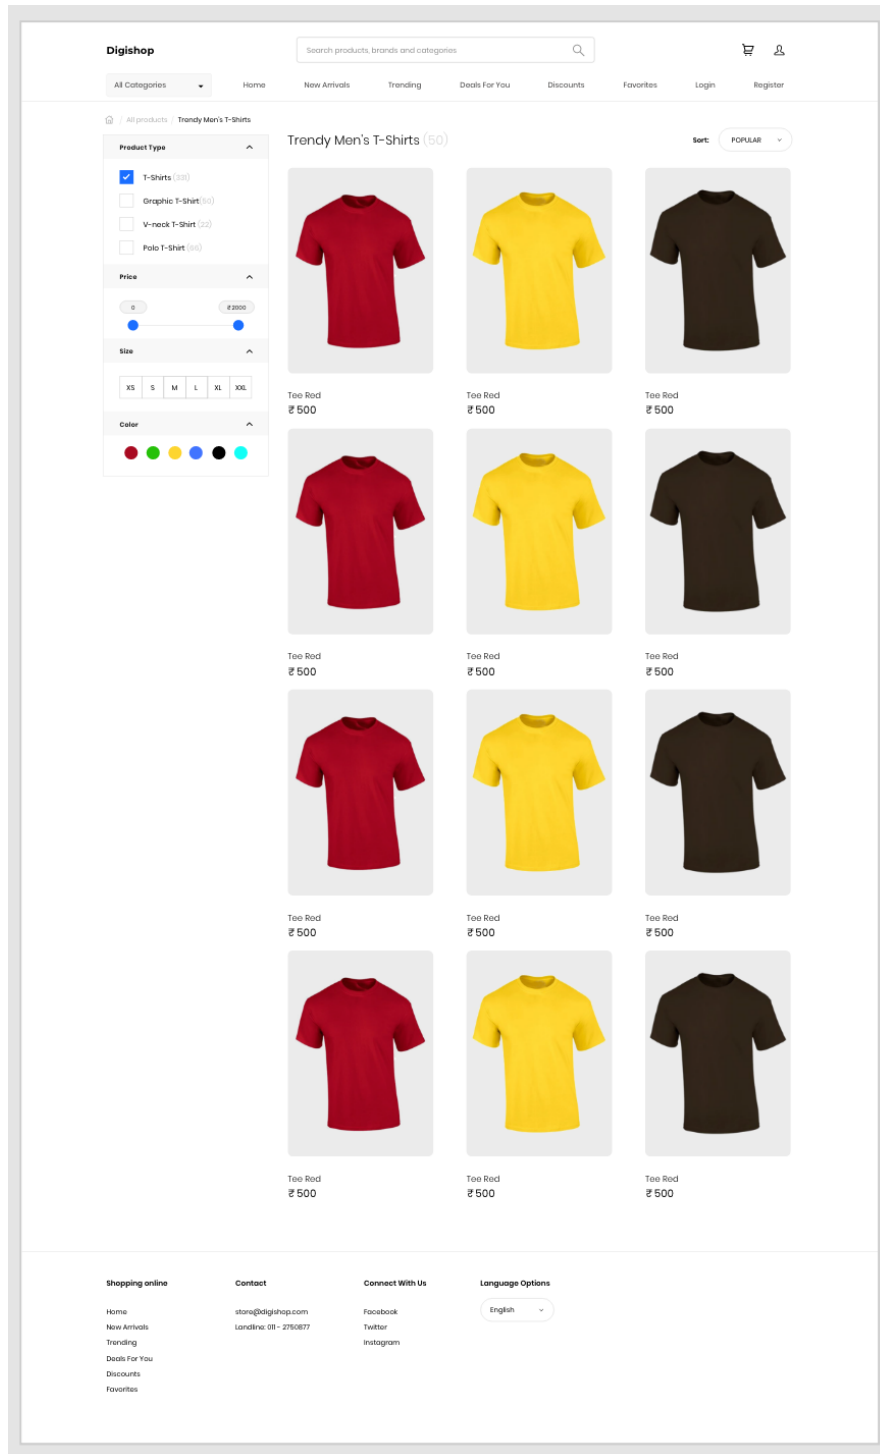 Digishop
Search products, brands and categories
All Categories
Home
New Arrivals
Trending
Deals For You
Discounts
Favorites
Login
Register
/ All products / Trendy Men's T-Shirts
Product Type
T-Shirts
Graphic T-Shirt(50)
V-neck T-Shirt (22)
Polo T-Shirt
Price
0
₹2000
Size
XS
S
M
L
XL
XXL
Color
Trendy Men's T-Shirts (50)
Sort:
POPULAR
Tee Red
₹500
Tee Red
₹500
Tee Red
₹500
Tee Red
₹500
Tee Red
₹500
Tee Red
₹500
Tee Red
₹500
Tee Red
₹500
Tee Red
₹500
Tee Red
₹500
Tee Red
₹500
Tee Red
₹500
Shopping online
Home
New Arrivals
Trending
Deals For You
Discounts
Favorites
Contact
store@digishop.com
Landline: 011 - 2750877
Connect With Us
Facebook
Twitter
Instagram
Language Options
English